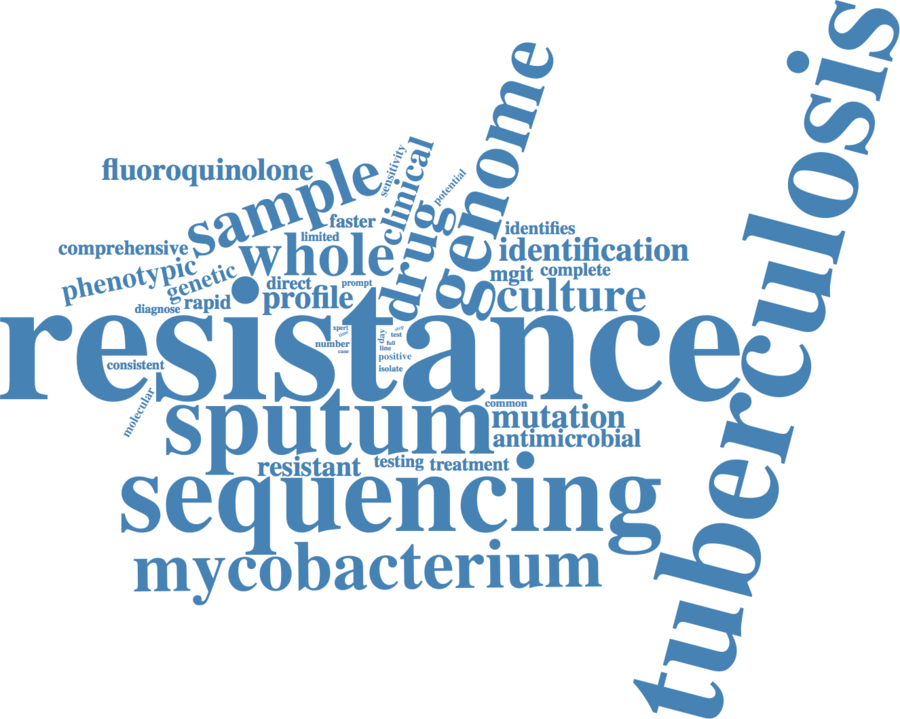 tuberculosis
genome
sensitivity
clinical
potential
fluoroquinolone
sample
drug
faster
identifies
limited
comprehensive
whole
identification
phenotypic
genetic
direct
prompt
mgit
complete
rapid
profile
culture
diagnose
resistance
xpert
very
day
test
number
full
line
case
positive
consistent
isolate
molecular
sputum
common
mutation
antimicrobial
resistant
testing
treatment
sequencing
mycobacterium